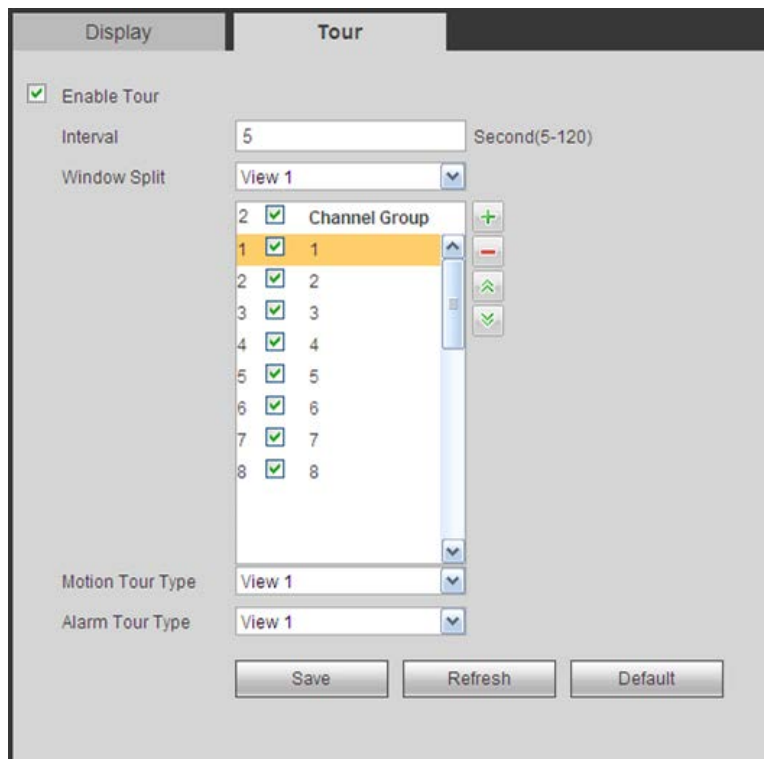 Display Tour
Enable Tour
Interval 5 Second(5-120)
Window Split View 1
2 Channel Group
1 1
2 2
3 3
4 4
5 5
6 6
7 7
8 8
Motion Tour Type View 1
Alarm Tour Type View 1
Save Refresh Default